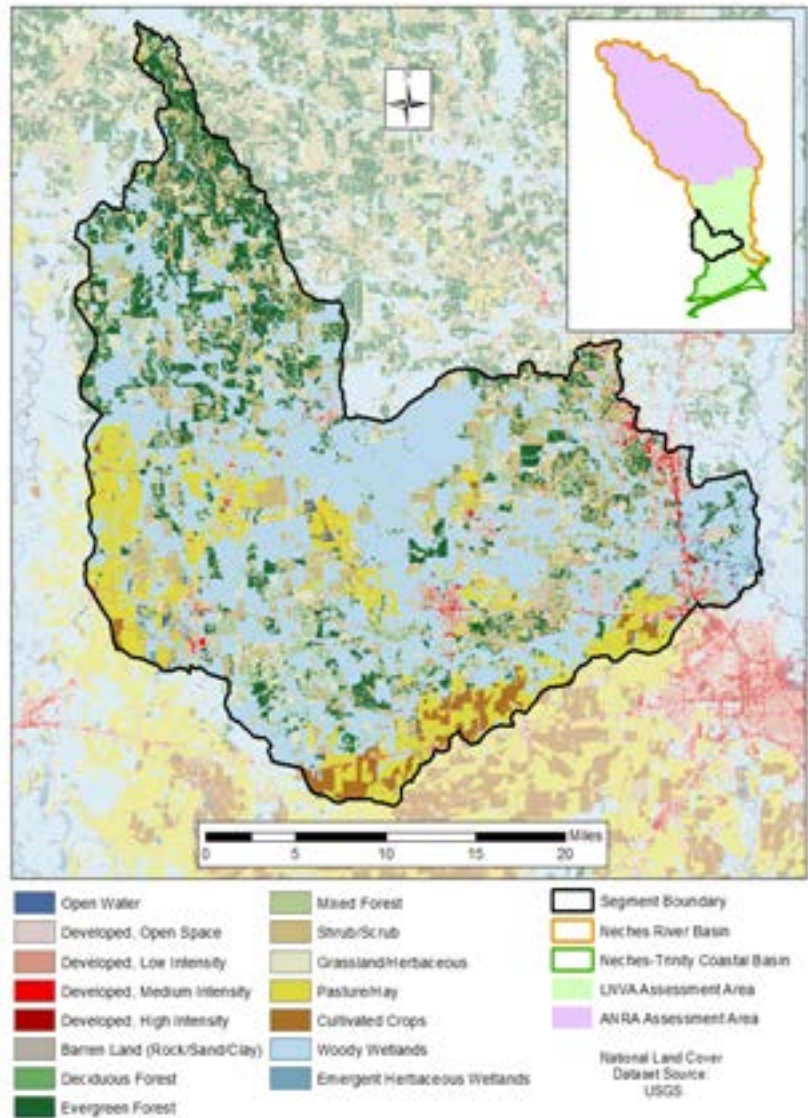 Miles
0 5 10 15 20
Open Water
Developed, Open Space
Developed, Low Intensity
Developed, Medium Intensity
Developed, High Intensity
Barren Land (Rock/Sand/Clay)
Deciduous Forest
Evergreen Forest
Mixed Forest
Shrub/Scrub
Grassland/Herbaceous
Pasture/Hay
Cultivated Crops
Woody Wetlands
Emergent Herbaceous Wetlands
Segment Boundary
Neches River Basin
Neches-Trinity Coastal Basin
LNVA Assessment Area
ANRA Assessment Area
National Land Cover
Dataset Source:
USGS